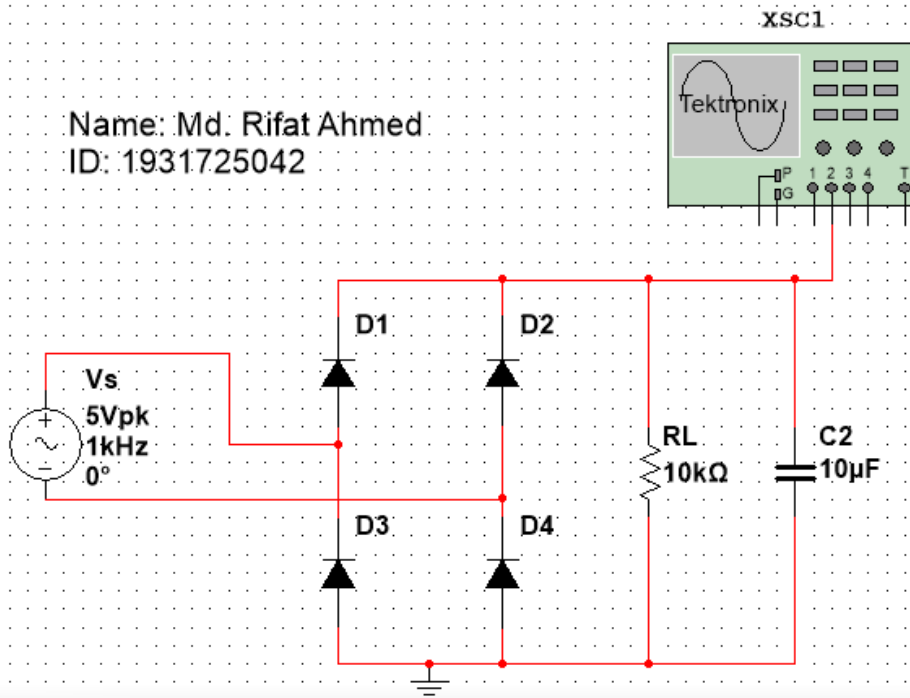 XSC1
Tektronix
P 1 2 3 4 T
G
Name: Md. Rifat Ahmed
ID: 1931725042
D1
D2
Vs
5Vpk
1kHz
0°
RL
10kΩ
C2
10µF
D3
D4